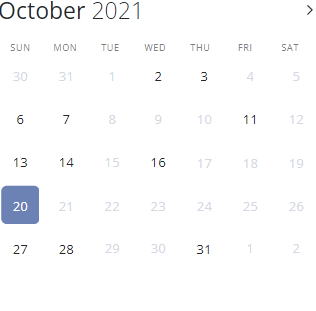 October 2021
SUN MON TUE WED THU FRI SAT
30 31 1 2 3 4 5
6 7 8 9 10 11 12
13 14 15 16 17 18 19
20 21 22 23 24 25 26
27 28 29 30 31 1 2